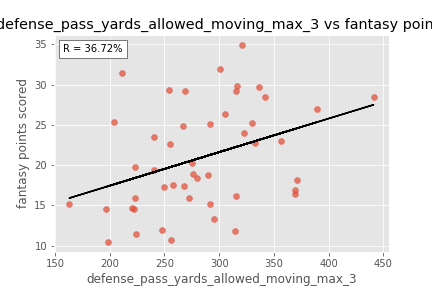 defense_pass_yards_allowed_moving_max_3 vs fantasy poin
R = 36.72%
fantasy points scored
35
30
25
20
15
10
150 200 250 300 350 400 450
defense_pass_yards_allowed_moving_max_3